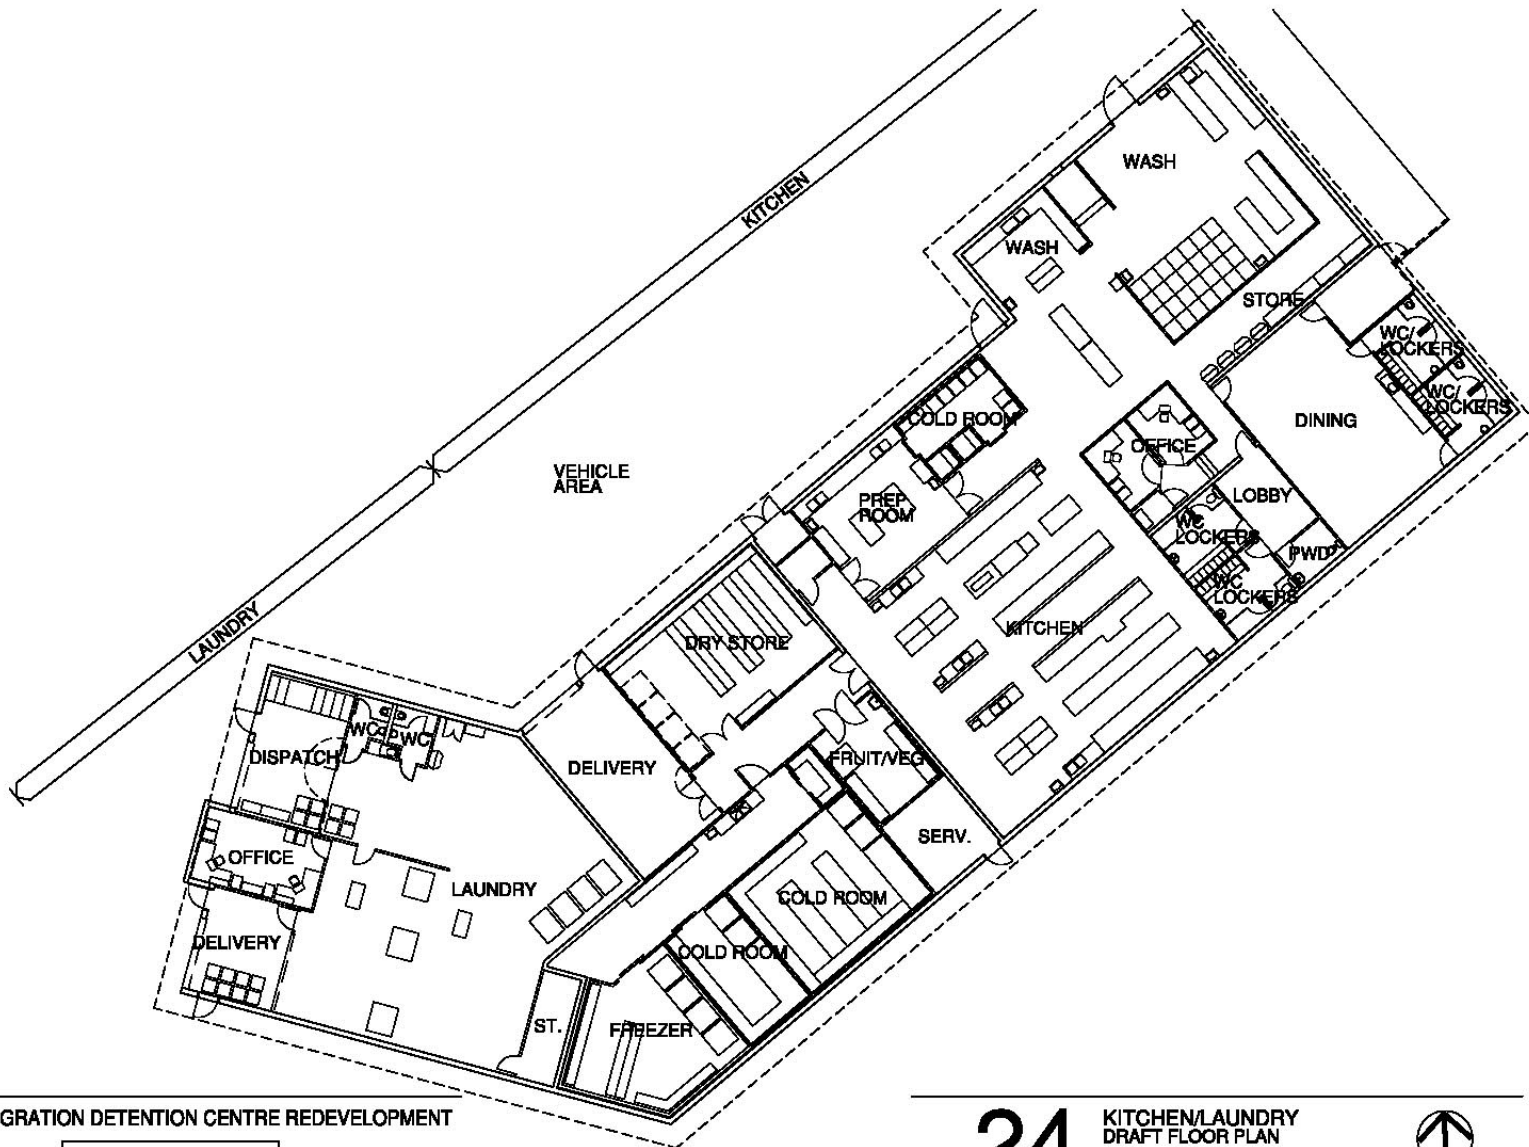 WASH
KITCHEN
WASH
STORE
WC/
LOCKERS
WC/
LOCKERS
COLD ROOM
DINING
OFFICE
VEHICLE
AREA
PREP
ROOM
LOBBY
WC
LOCKERS
PWD
WC
LOCKERS
LAUNDRY
KITCHEN
DRY STORE
WC
WC
DISPATCH
DELIVERY
FRUIT/VEG
SERV.
OFFICE
LAUNDRY
COLD ROOM
DELIVERY
COLD ROOM
ST.
FREEZER
GRATION DETENTION CENTRE REDEVELOPMENT
24
KITCHEN/LAUNDRY
DRAFT FLOOR PLAN